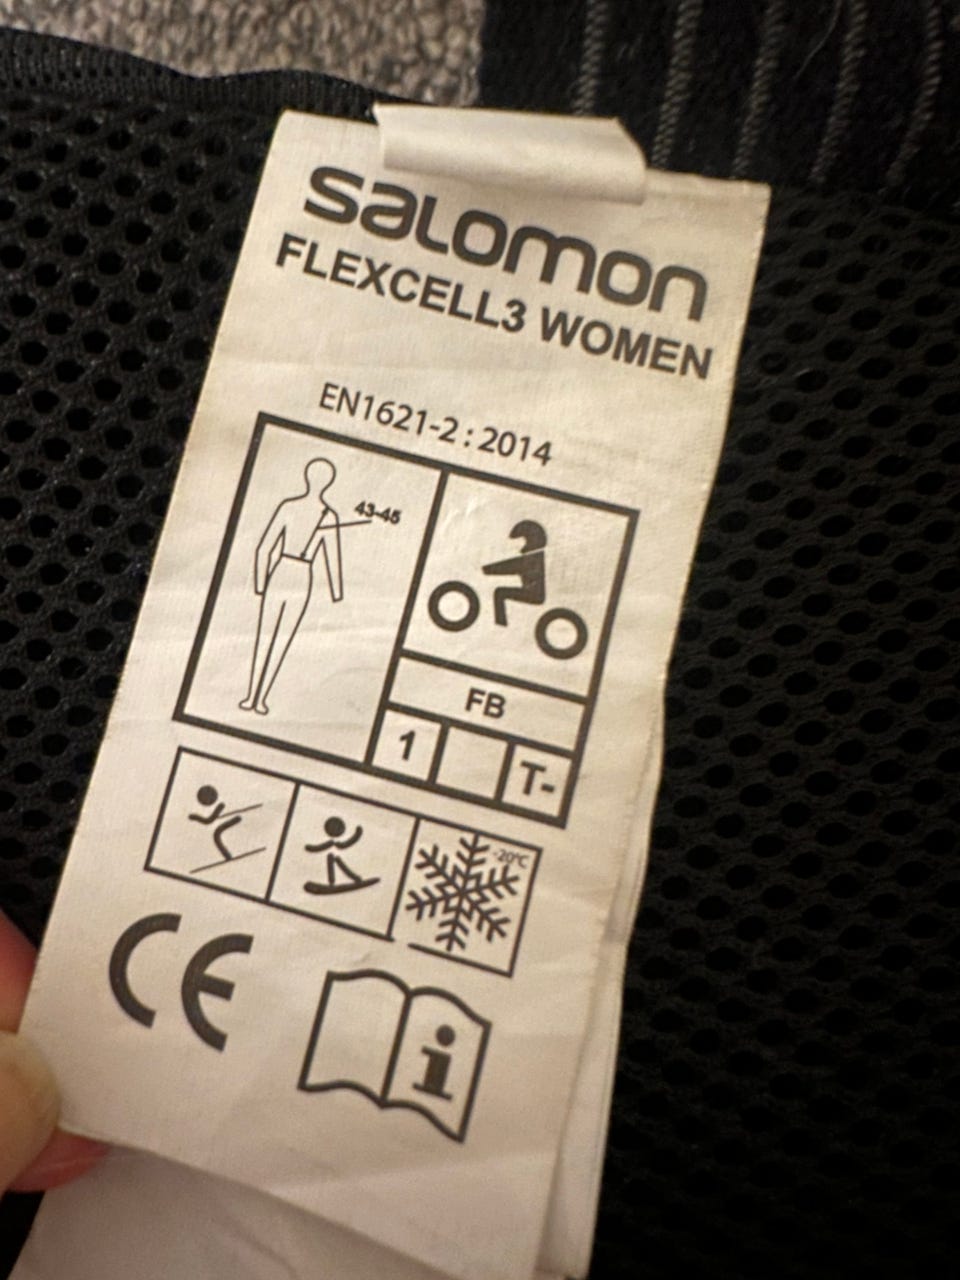 salomon
FLEXCELL3 WOMEN
EN1621-2 : 2014
43-45
FB
1
T-
-20°C
CE
i